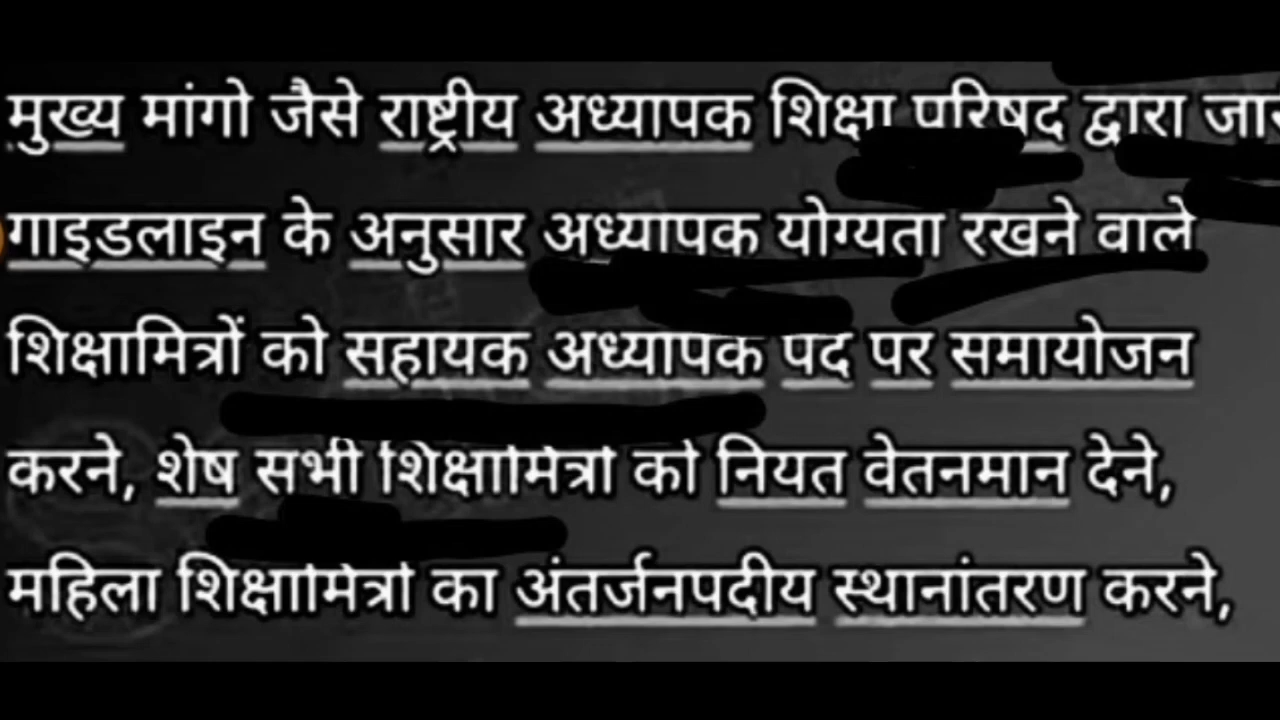 मुख्य मांगो जैसे राष्ट्रीय अध्यापक शिक्षा परिषद द्वारा
गाइडलाइन के अनुसार अध्यापक योग्यता रखने वाले
शिक्षामित्रों को सहायक अध्यापक पद पर समायोजन
करने, शेष सभी शिक्षामित्रों को नियत वेतनमान देने,
महिला शिक्षामित्रों का अंतर्जनपदीय स्थानांतरण करने,